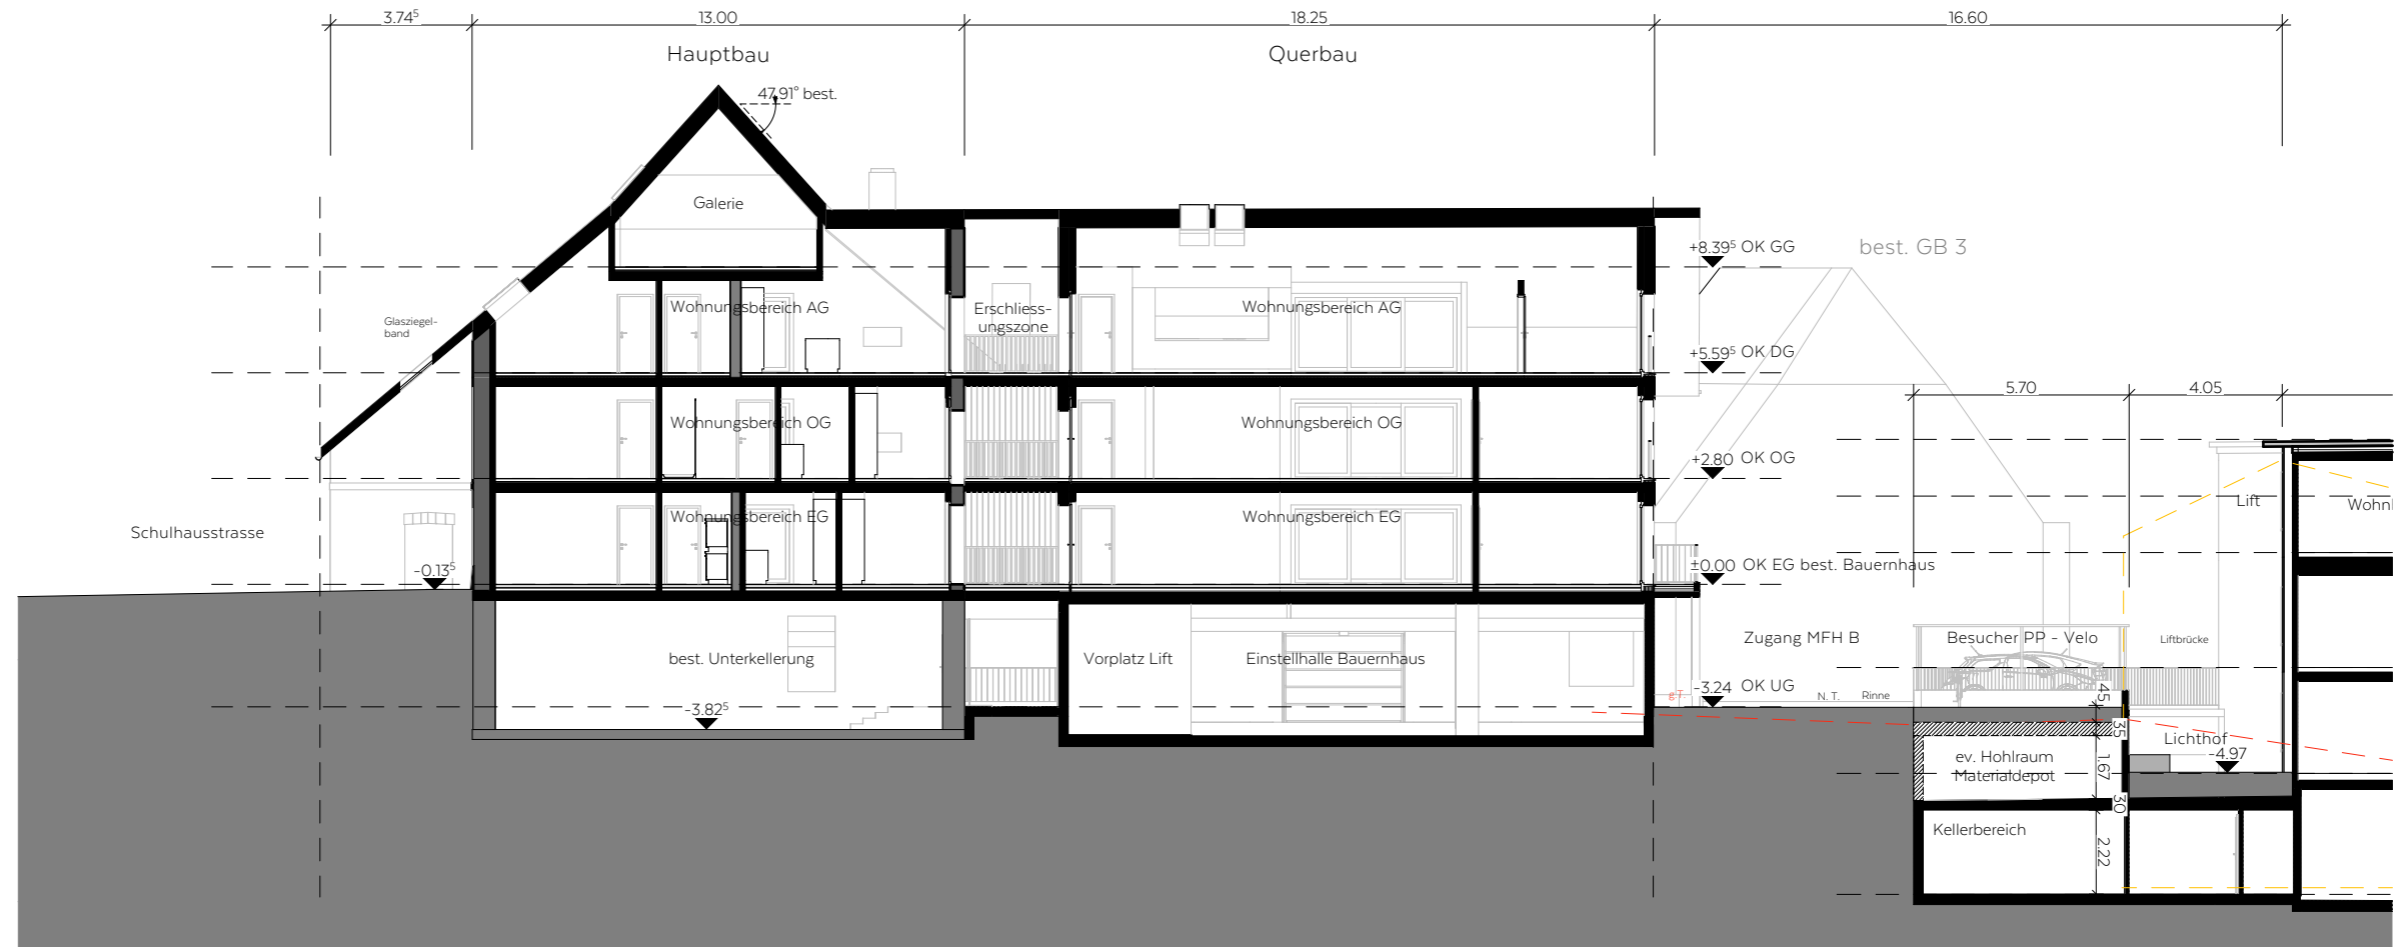 3.74⁵
13.00
18.25
16.60
Hauptbau
Querbau
47.91° best.
Galerie
+8.39⁵ OK GG
best. GB 3
Glasziegel-
band
Wohnungsbereich AG
Erschliess-
ungszone
Wohnungsbereich AG
+5.59⁵ OK DG
5.70
4.05
Wohnungsbereich OG
Wohnungsbereich OG
+2.80 OK OG
Lift
Schulhausstrasse
Wohnungsbereich EG
Wohnungsbereich EG
-0.13⁵
±0.00 OK EG best. Bauernhaus
best. Unterkellerung
Vorplatz Lift
Einstellhalle Bauernhaus
Zugang MFH B
Besucher PP - Velo
Liftbrücke
-3.24 OK UG
g.T.
N. T.
Rinne
45
-3.82⁵
35
Lichthof
-4.97
ev. Hohlraum
Materialdepot
1.67
30
Kellerbereich
2.22